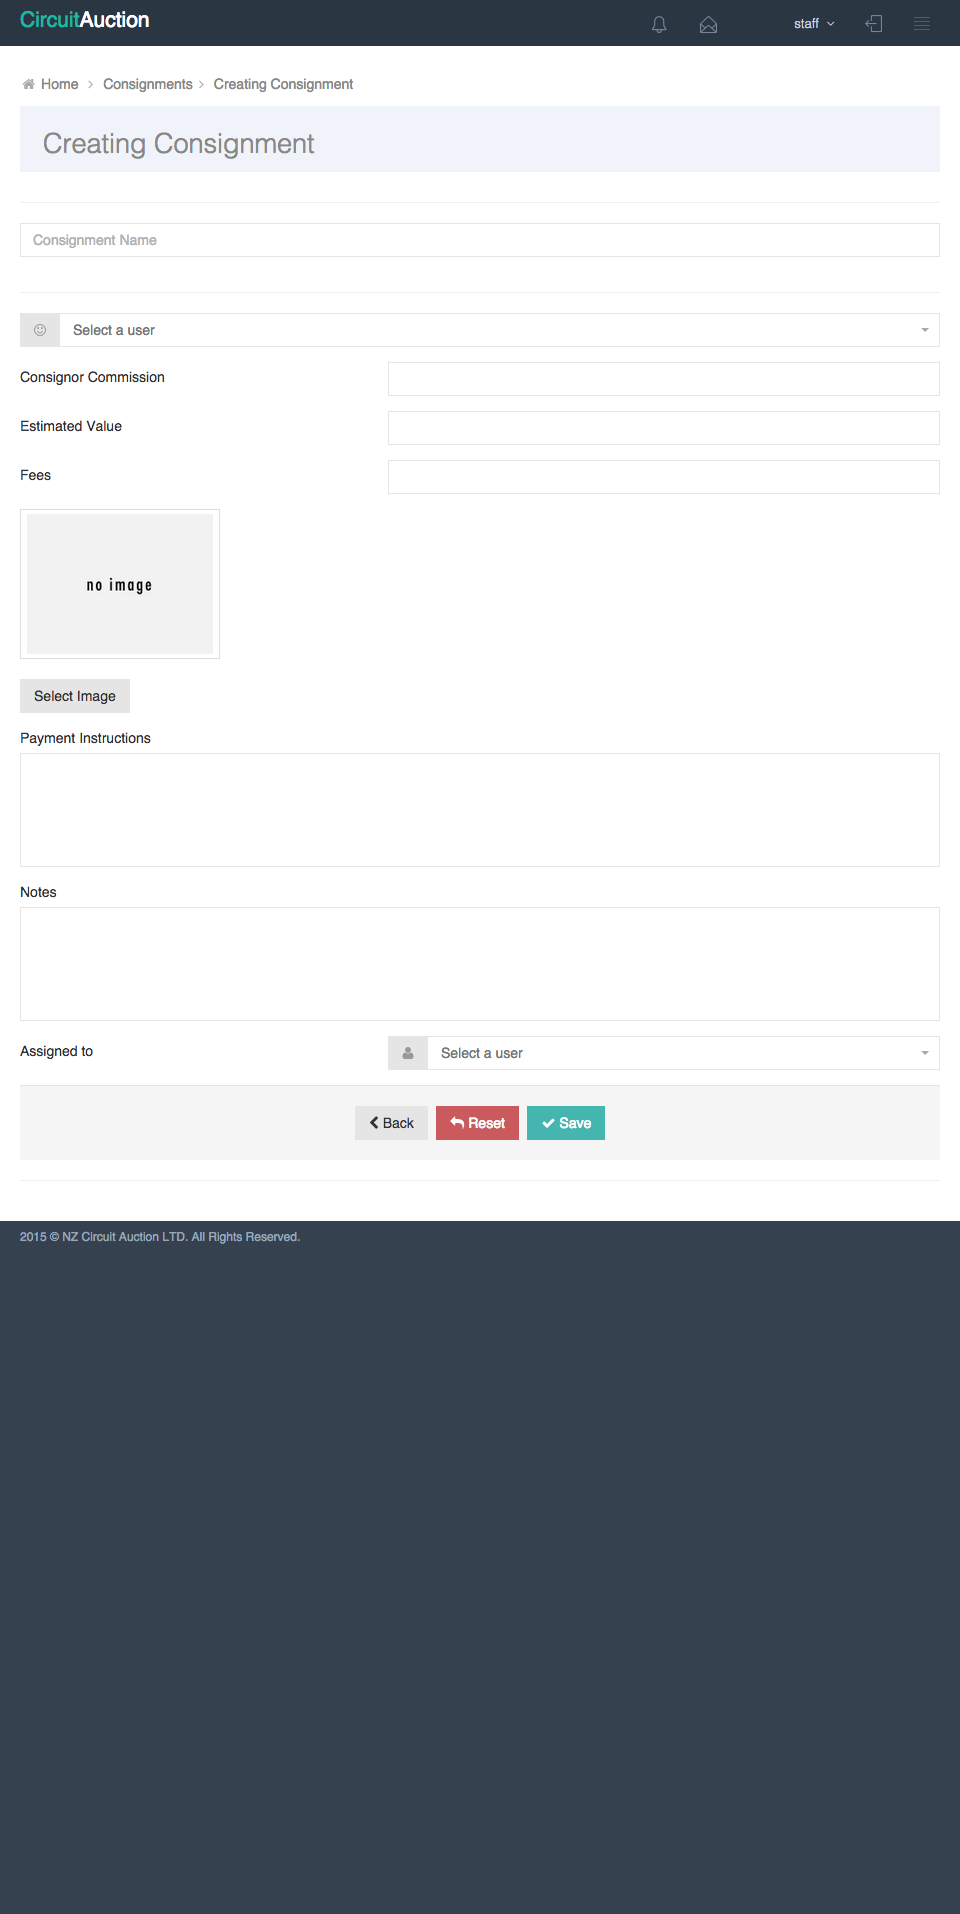 CircuitAuction
staff
Home > Consignments > Creating Consignment
Creating Consignment
Consignment Name
Select a user
Consignor Commission
Estimated Value
Fees
no image
Select Image
Payment Instructions
Notes
Assigned to Select a user
Back Reset Save
2015 © NZ Circuit Auction LTD. All Rights Reserved.